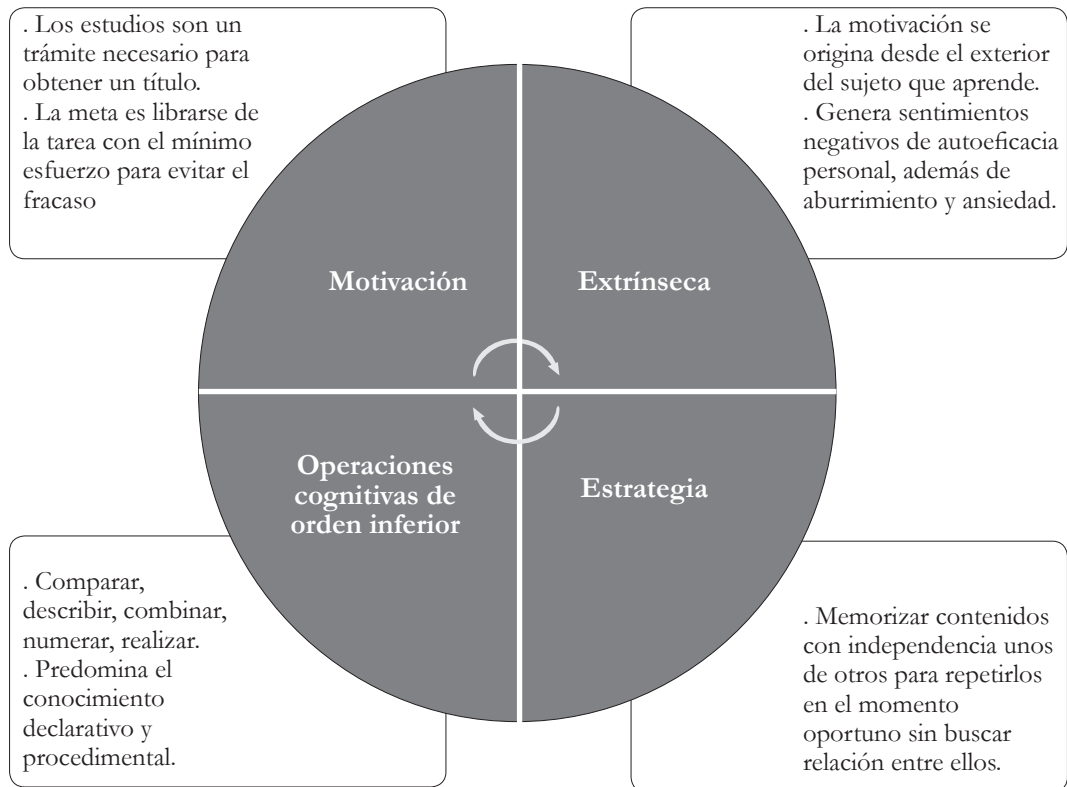 . Los estudios son un
trámite necesario para
obtener un título.
. La meta es librarse de
la tarea con el mínimo
esfuerzo para evitar el
fracaso
. La motivación se
origina desde el exterior
del sujeto que aprende.
. Genera sentimientos
negativos de autoeficacia
personal, además de
aburrimiento y ansiedad.
Motivación
Extrínseca
Operaciones
cognitivas de
orden inferior
Estrategia
. Comparar,
describir, combinar,
numerar, realizar.
. Predomina el
conocimiento
declarativo y
procedimental.
. Memorizar contenidos
con independencia unos
de otros para repetirlos
en el momento
oportuno sin buscar
relación entre ellos.